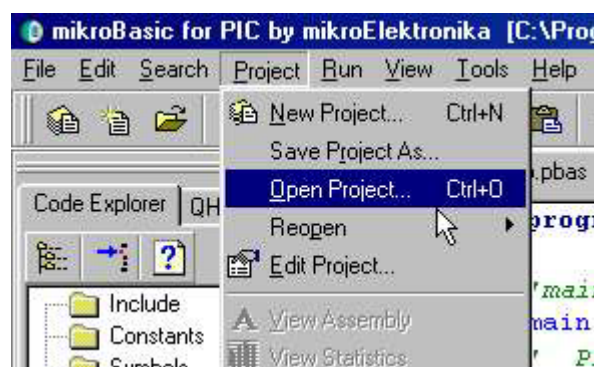 mikroBasic for PIC by mikroElektronika [C:\Prog
File Edit Search Project Run View Tools Help
New Project... Ctrl+N
Save Project As...
Open Project... Ctrl+O
Reopen
Edit Project...
View Assembly
View Statistics
.pbas
Code Explorer QH
Include
Constants
Symbols
progr
'main
main
' P